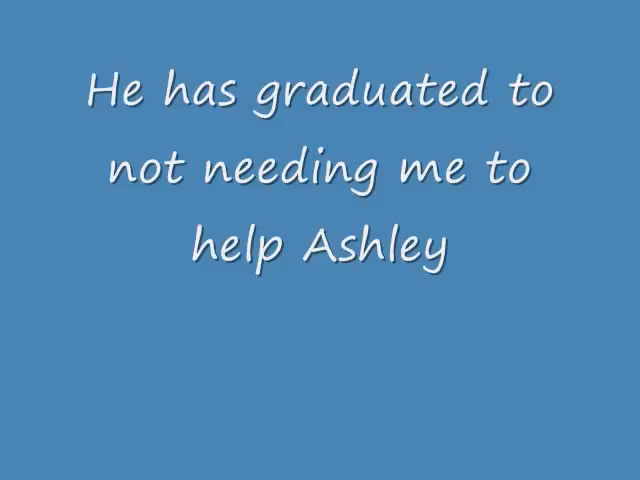 He has graduated to
not needing me to
help Ashley